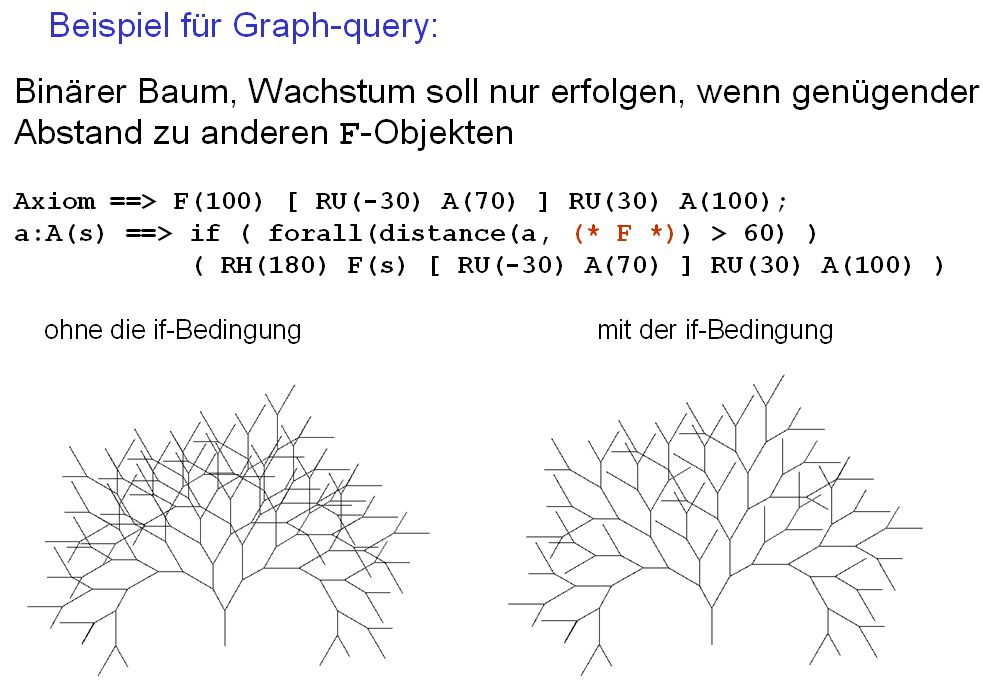 Beispiel für Graph-query:
Binärer Baum, Wachstum soll nur erfolgen, wenn genügender
Abstand zu anderen F-Objekten
Axiom ==> F(100) [ RU(-30) A(70) ] RU(30) A(100);
a:A(s) ==> if ( forall(distance(a, (* F *)) > 60) )
( RH(180) F(s) [ RU(-30) A(70) ] RU(30) A(100) )
ohne die if-Bedingung
mit der if-Bedingung